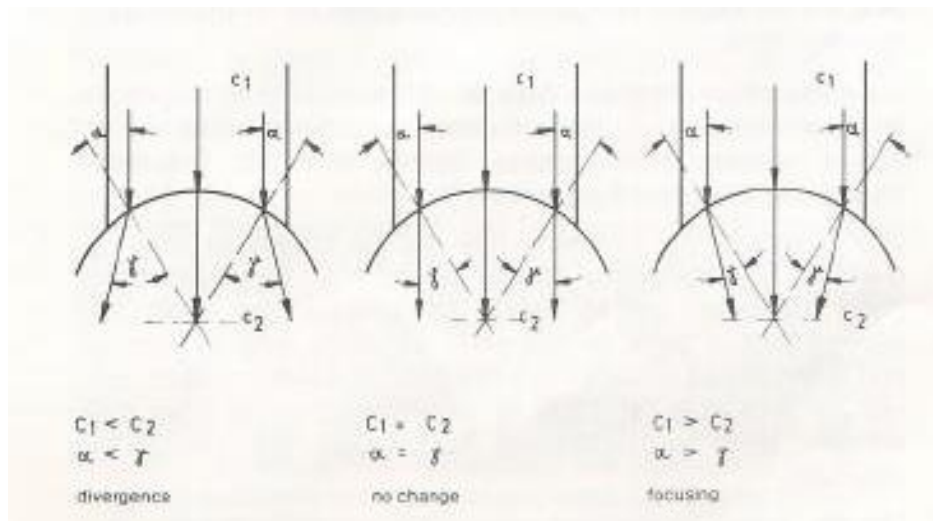 c1 c1 c1
α α α α α α
γ γ γ γ γ γ
c2 c2 c2
C1 < C2
α < γ
divergence
C1 = C2
α = γ
no change
C1 > C2
α > γ
focusing